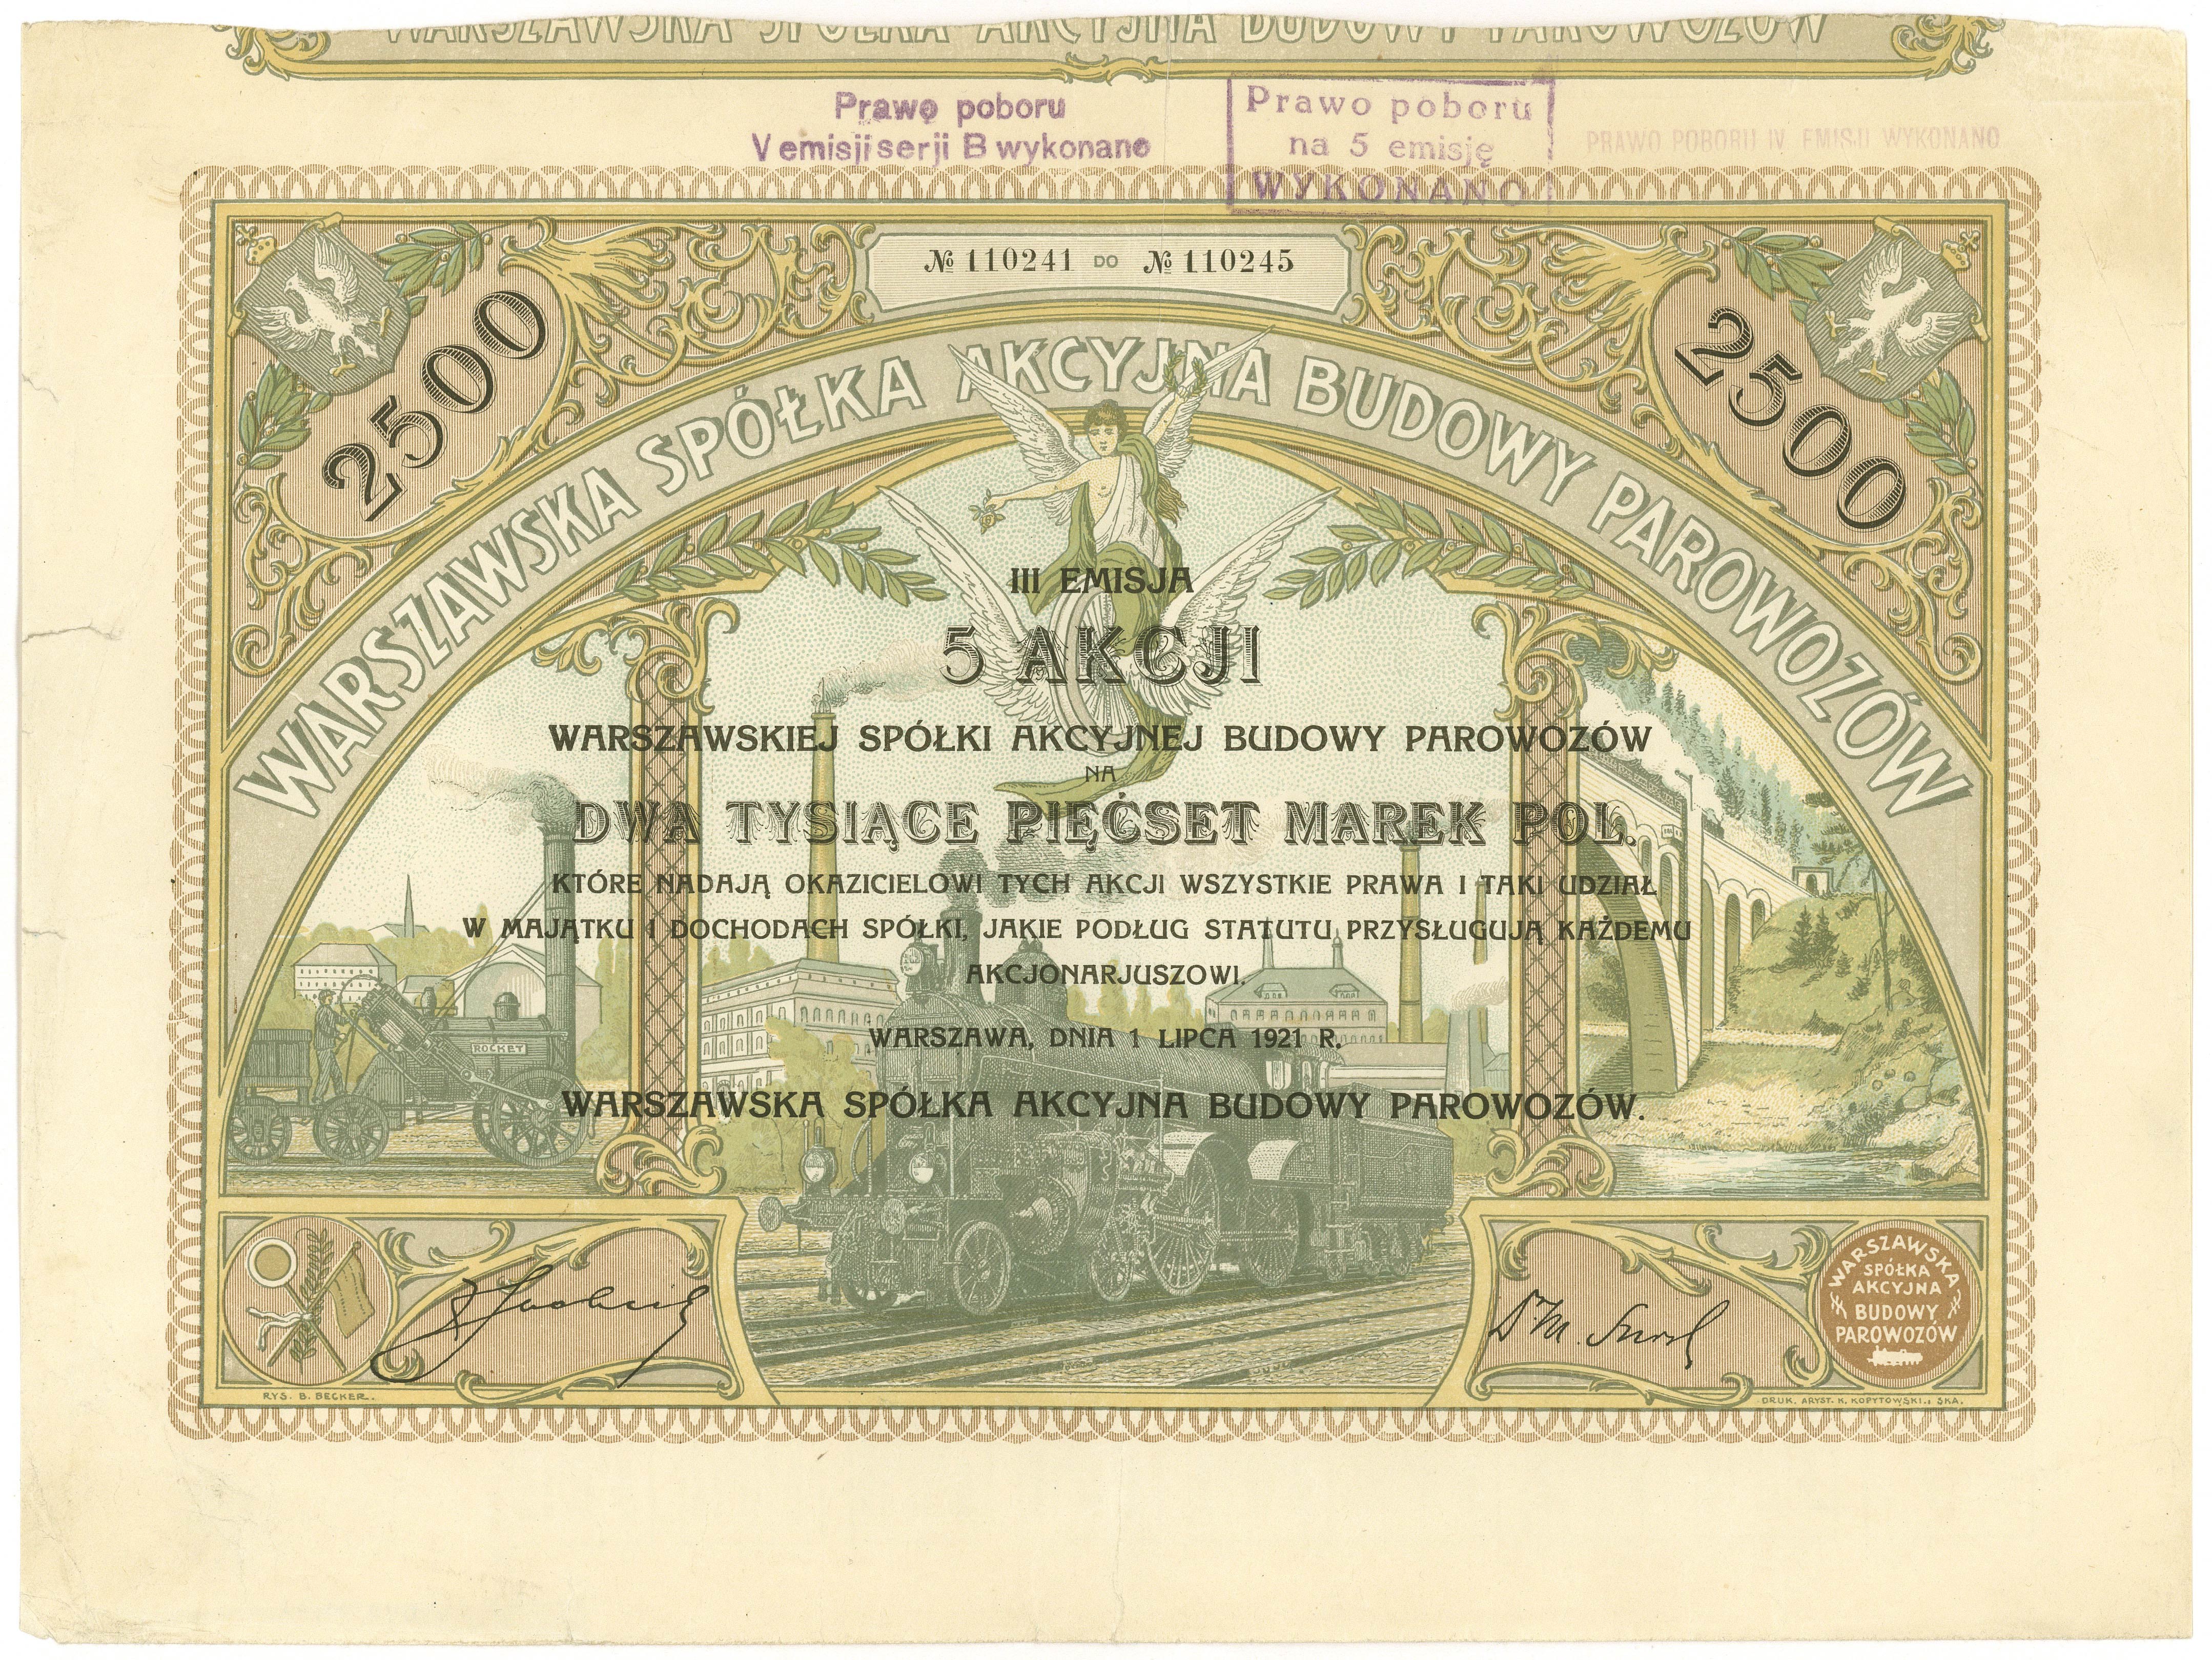 WARSZAWSKA SPÓŁKA AKCYJNA BUDOWY PAROWOZÓW
Prawo poboru
V emisji serji B wykonano
Prawo poboru
na 5 emisję
WYKONANO
PRAWO POBORU IV EMISJI WYKONANO
№ 110241 DO № 110245
2500
2500
WARSZAWSKA SPÓŁKA AKCYJNA BUDOWY PAROWOZÓW
III EMISJA
5 AKCJI
WARSZAWSKIEJ SPÓŁKI AKCYJNEJ BUDOWY PAROWOZÓW
NA
DWA TYSIĄCE PIĘĆSET MAREK POL.
KTÓRE NADAJĄ OKAZICIELOWI TYCH AKCJI WSZYSTKIE PRAWA I TAKI UDZIAŁ
W MAJĄTKU I DOCHODACH SPÓŁKI, JAKIE PODŁUG STATUTU PRZYSŁUGUJĄ KAŻDEMU
AKCJONARJUSZOWI.
WARSZAWA, DNIA 1 LIPCA 1921 R.
WARSZAWSKA SPÓŁKA AKCYJNA BUDOWY PAROWOZÓW.
ROCKET
Dr M.
WARSZAWSKA
SPÓŁKA
AKCYJNA
BUDOWY
PAROWOZÓW
RYS. B. BECKER.
DRUK. ARYST. K. KOPYTOWSKI I SKA.